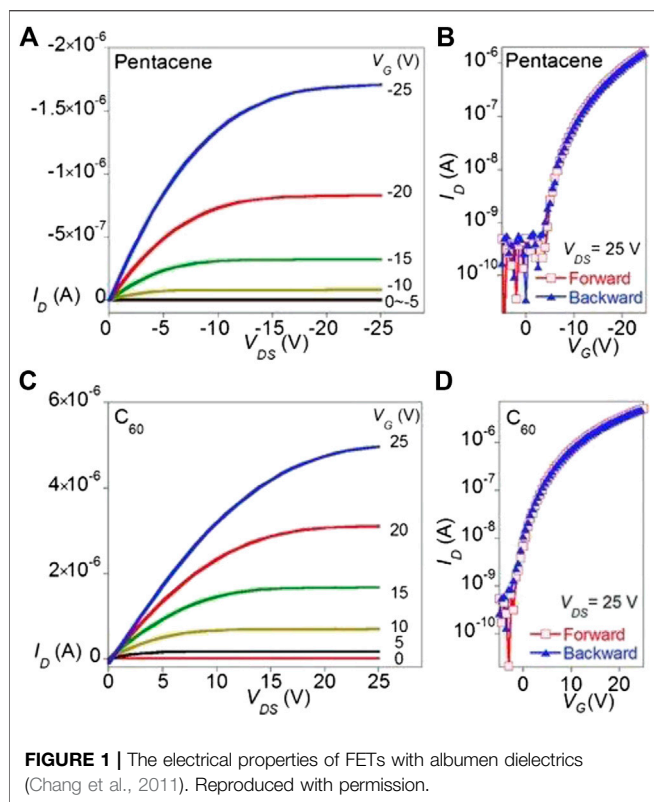 A
Pentacene
V_G (V)
-2×10⁻⁶
-1.5×10⁻⁶
-1×10⁻⁶
-5×10⁻⁷
0
I_D (A)
-25
-20
-15
-10
0~-5
0 -5 -10 -15 -20 -25
V_DS (V)
B
Pentacene
10⁻⁶
10⁻⁷
10⁻⁸
10⁻⁹
10⁻¹⁰
I_D (A)
V_DS = 25 V
Forward
Backward
0 -10 -20
V_G(V)
C
C₆₀
V_G (V)
6×10⁻⁶
4×10⁻⁶
2×10⁻⁶
0
I_D (A)
25
20
15
10
5
0
0 5 10 15 20 25
V_DS (V)
D
C₆₀
10⁻⁶
10⁻⁷
10⁻⁸
10⁻⁹
10⁻¹⁰
I_D (A)
V_DS = 25 V
Forward
Backward
0 10 20
V_G(V)
FIGURE 1 | The electrical properties of FETs with albumen dielectrics
(Chang et al., 2011). Reproduced with permission.